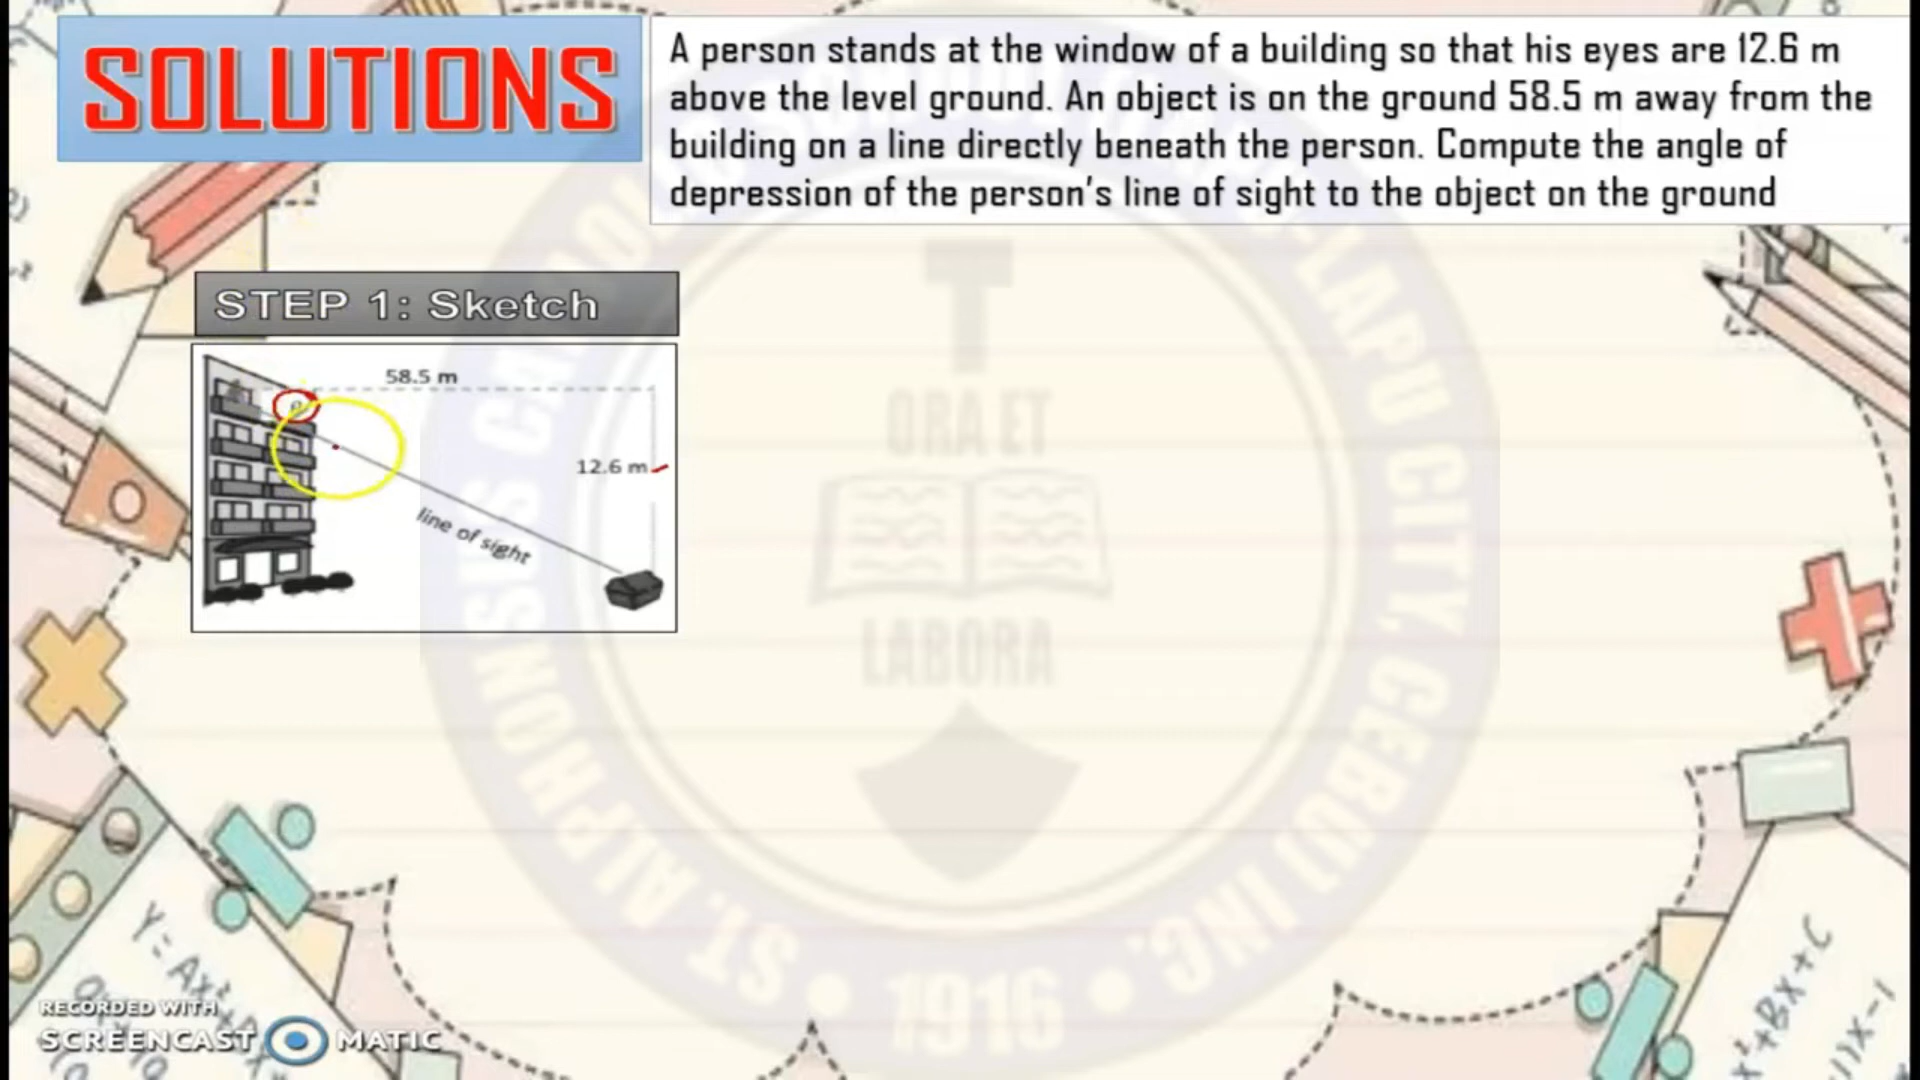 SOLUTIONS
A person stands at the window of a building so that his eyes are 12.6 m
above the level ground. An object is on the ground 58.5 m away from the
building on a line directly beneath the person. Compute the angle of
depression of the person's line of sight to the object on the ground
STEP 1: Sketch
58.5 m
12.6 m
line of sight
ORA ET
LABORA
1916
RECORDED WITH
SCREENCAST MATIC